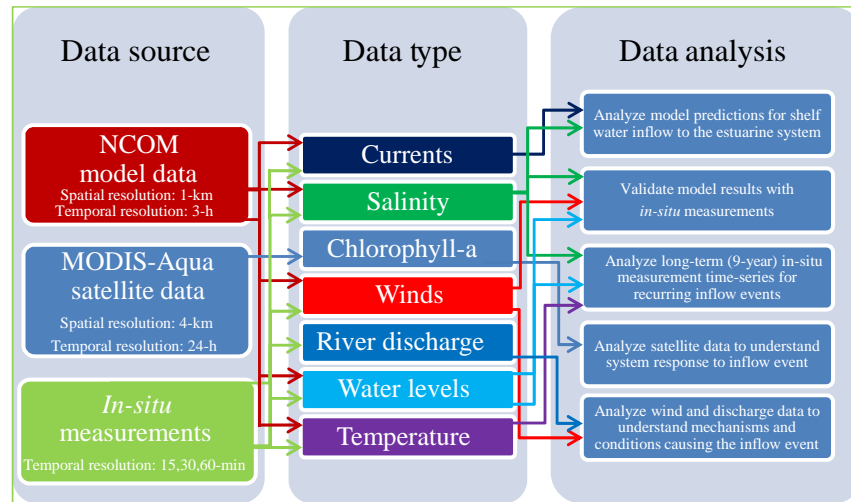 Data source
Data type
Data analysis
NCOM
model data
Spatial resolution: 1-km
Temporal resolution: 3-h
MODIS-Aqua
satellite data
Spatial resolution: 4-km
Temporal resolution: 24-h
In-situ
measurements
Temporal resolution: 15,30,60-min
Currents
Salinity
Chlorophyll-a
Winds
River discharge
Water levels
Temperature
Analyze model predictions for shelf
water inflow to the estuarine system
Validate model results with
in-situ measurements
Analyze long-term (9-year) in-situ
measurement time-series for
recurring inflow events
Analyze satellite data to understand
system response to inflow event
Analyze wind and discharge data to
understand mechanisms and
conditions causing the inflow event